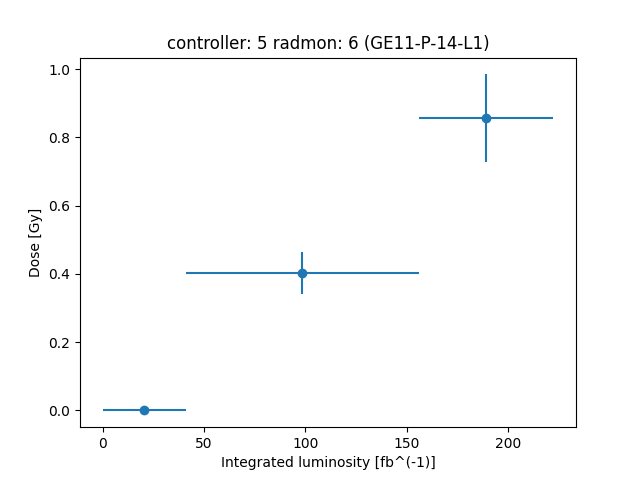 controller: 5 radmon: 6 (GE11-P-14-L1)
1.0
0.8
0.6
0.4
0.2
0.0
Dose [Gy]
0 50 100 150 200
Integrated luminosity [fb^(-1)]